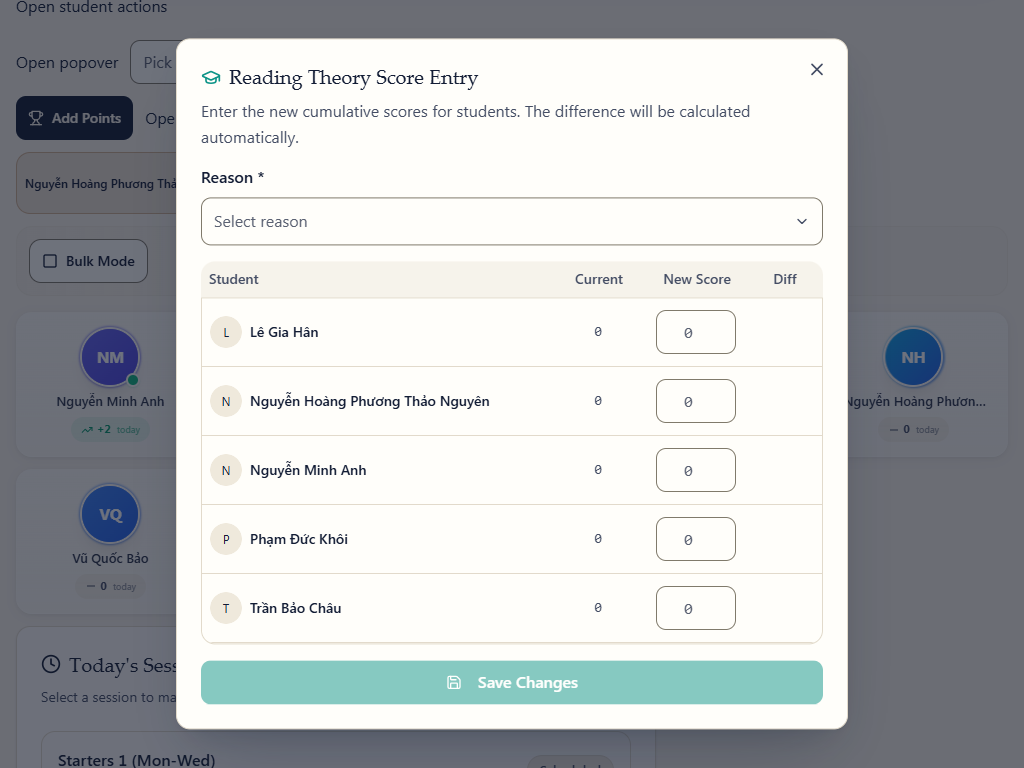 Open student actions
Open popover
Pick
Add Points
Ope
Nguyễn Hoàng Phương Thả
Bulk Mode
NM
Nguyễn Minh Anh
+2 today
VQ
Vũ Quốc Bảo
0 today
Today's Sess
Select a session to ma
Starters 1 (Mon-Wed)
Reading Theory Score Entry
Enter the new cumulative scores for students. The difference will be calculated
automatically.
Reason *
Select reason
Student Current New Score Diff
L Lê Gia Hân 0 0
N Nguyễn Hoàng Phương Thảo Nguyên 0 0
N Nguyễn Minh Anh 0 0
P Phạm Đức Khôi 0 0
T Trần Bảo Châu 0 0
Save Changes
NH
Nguyễn Hoàng Phươn...
0 today